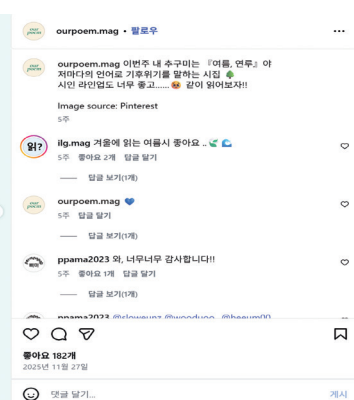 ourpoem.mag • 팔로우
ourpoem.mag 이번주 내 추구미는 『여름, 연루』야
저마다의 언어로 기후위기를 말하는 시집 🌲
시인 라인업도 너무 좋고......🥵 같이 읽어보자!!
Image source: Pinterest
5주
읽?
ilg.mag 겨울에 읽는 여름시 좋아요 ..🌿🌊
5주 좋아요 2개 답글 달기
답글 보기(1개)
ourpoem.mag 💙
5주 답글 달기
답글 보기(1개)
ppama2023 와, 너무너무 감사합니다!!
5주 좋아요 1개 답글 달기
답글 보기(1개)
ppama2023
좋아요 182개
2025년 11월 27일
댓글 달기...
게시